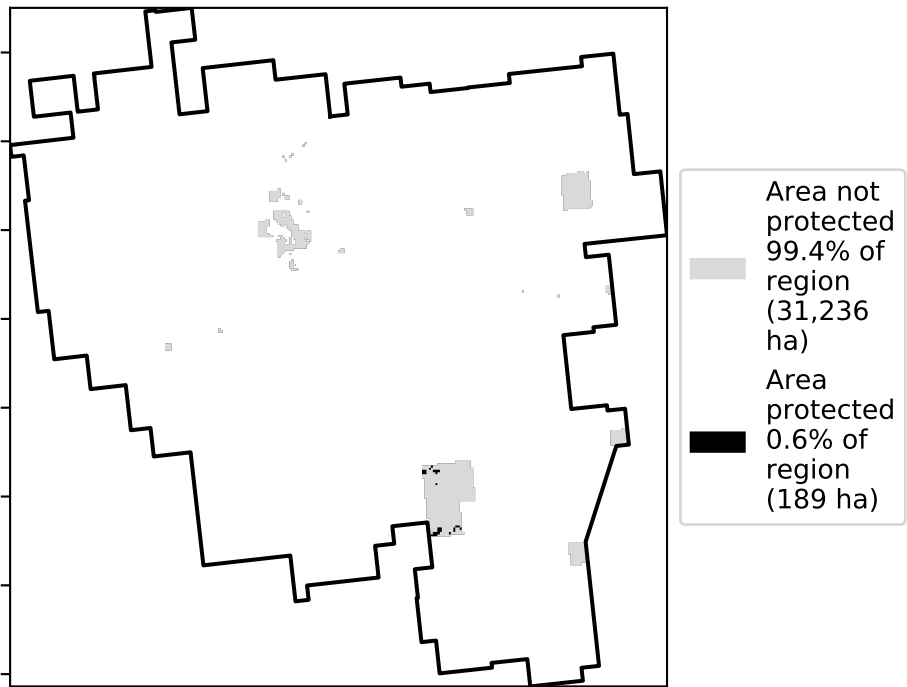 Area not
protected
99.4% of
region
(31,236
ha)
Area
protected
0.6% of
region
(189 ha)